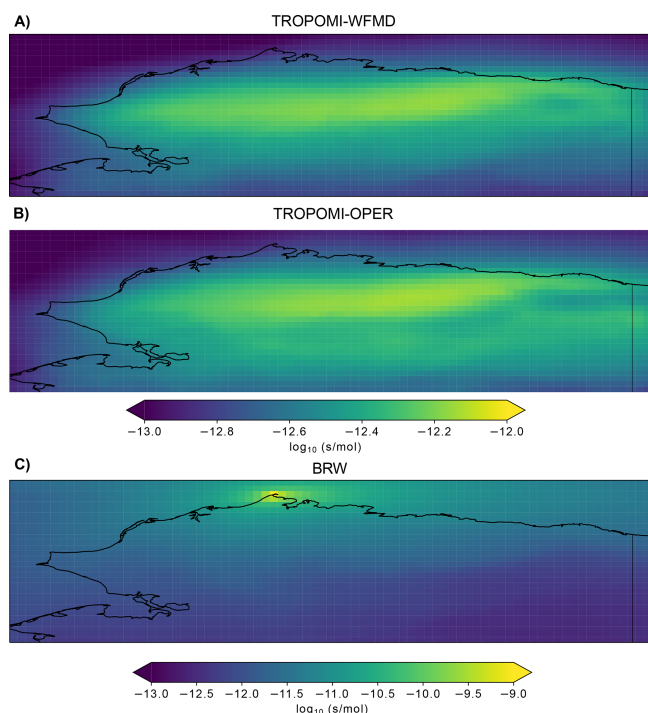 A)
TROPOMI-WFMD
B)
TROPOMI-OPER
−13.0 −12.8 −12.6 −12.4 −12.2 −12.0
log₁₀ (s/mol)
C)
BRW
−13.0 −12.5 −12.0 −11.5 −11.0 −10.5 −10.0 −9.5 −9.0
log₁₀ (s/mol)